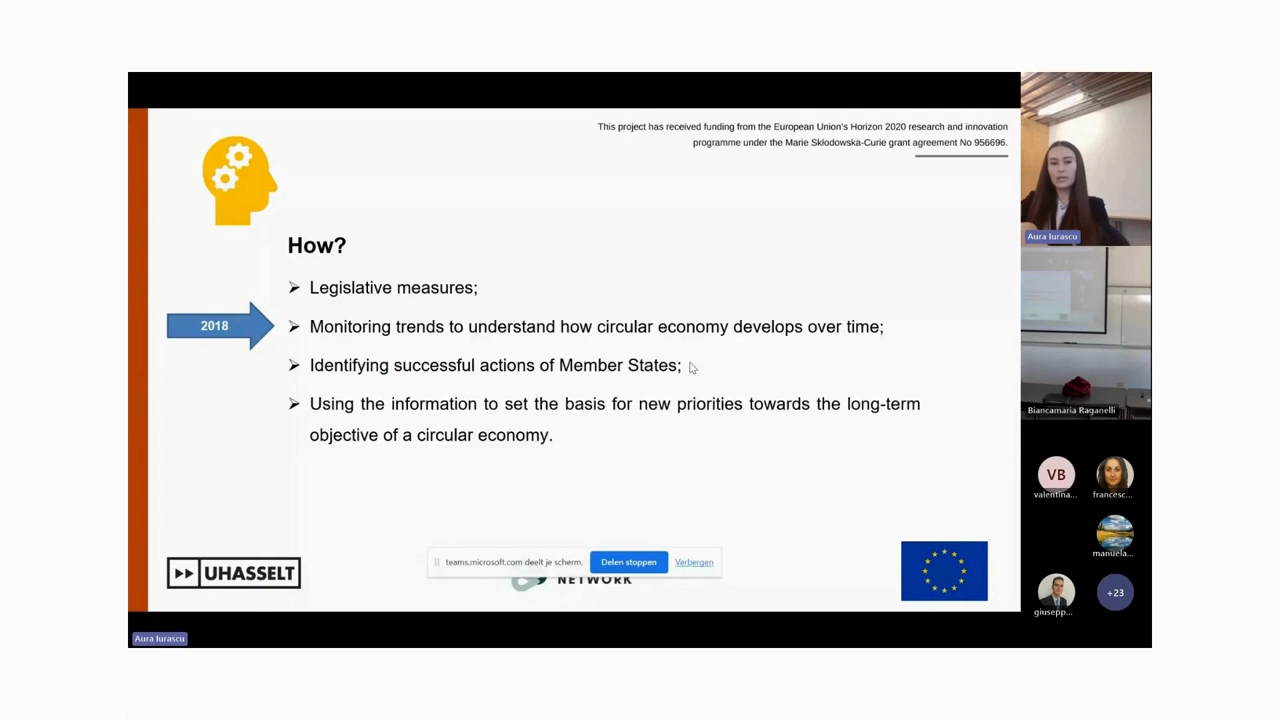 This project has received funding from the European Union's Horizon 2020 research and innovation
programme under the Marie Skłodowska-Curie grant agreement No 956696.
How?
Legislative measures;
2018
Monitoring trends to understand how circular economy develops over time;
Identifying successful actions of Member States;
Using the information to set the basis for new priorities towards the long-term
objective of a circular economy.
UHASSELT
teams.microsoft.com deelt je scherm.
Delen stoppen
Verbergen
NETWORK
Aura Iurascu
Aura Iurascu
Biancamaria Raganelli
VB
valentina...
francesc...
manuela...
giusepp...
+23